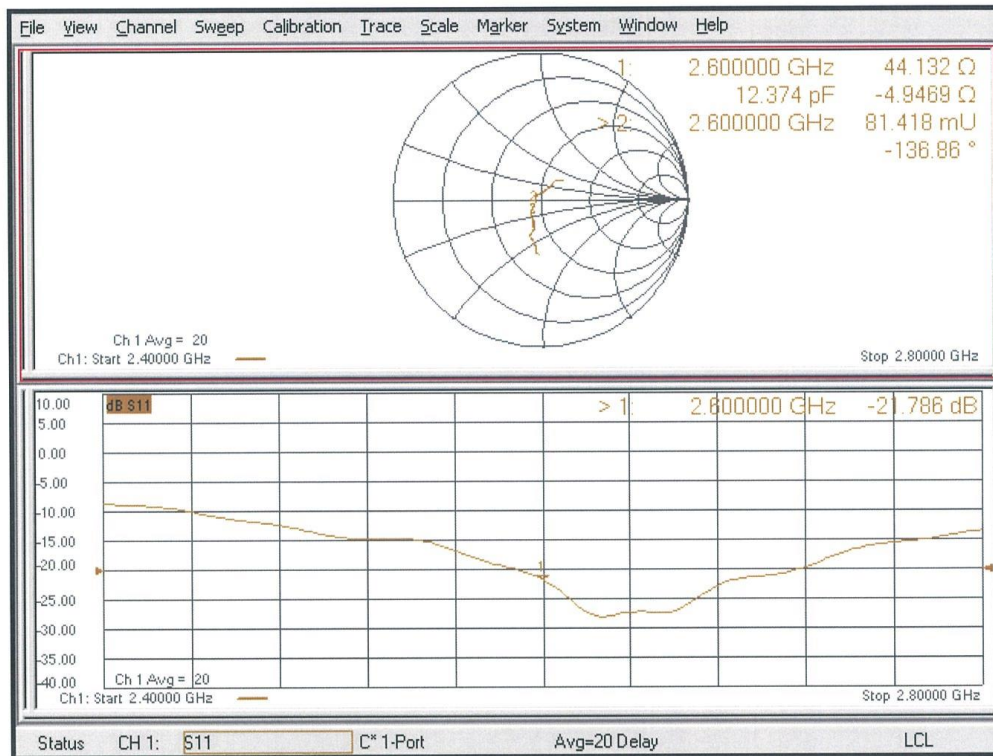 File View Channel Sweep Calibration Trace Scale Marker System Window Help
1: 2.600000 GHz 44.132 Ω
12.374 pF -4.9469 Ω
> 2: 2.600000 GHz 81.418 mU
-136.86 °
Ch 1 Avg = 20
Ch1: Start 2.40000 GHz Stop 2.80000 GHz
10.00 dB S11 > 1: 2.600000 GHz -21.786 dB
5.00
0.00
-5.00
-10.00
-15.00
-20.00
1
-25.00
-30.00
-35.00
-40.00
Ch 1 Avg = 20
Ch1: Start 2.40000 GHz Stop 2.80000 GHz
Status CH 1: S11 C* 1-Port Avg=20 Delay LCL